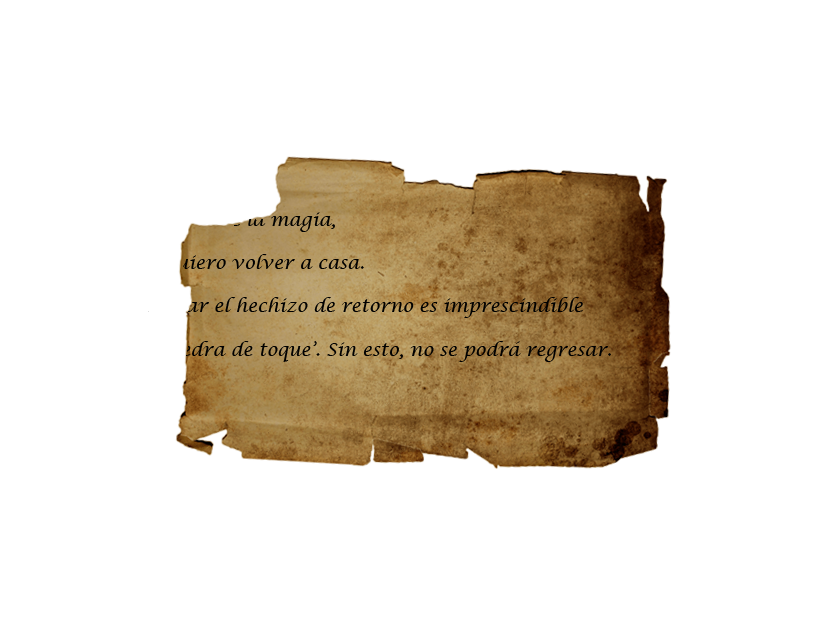 la magia,
uiero volver a casa.
ar el hechizo de retorno es imprescindible
edra de toque’. Sin esto, no se podrá regresar.